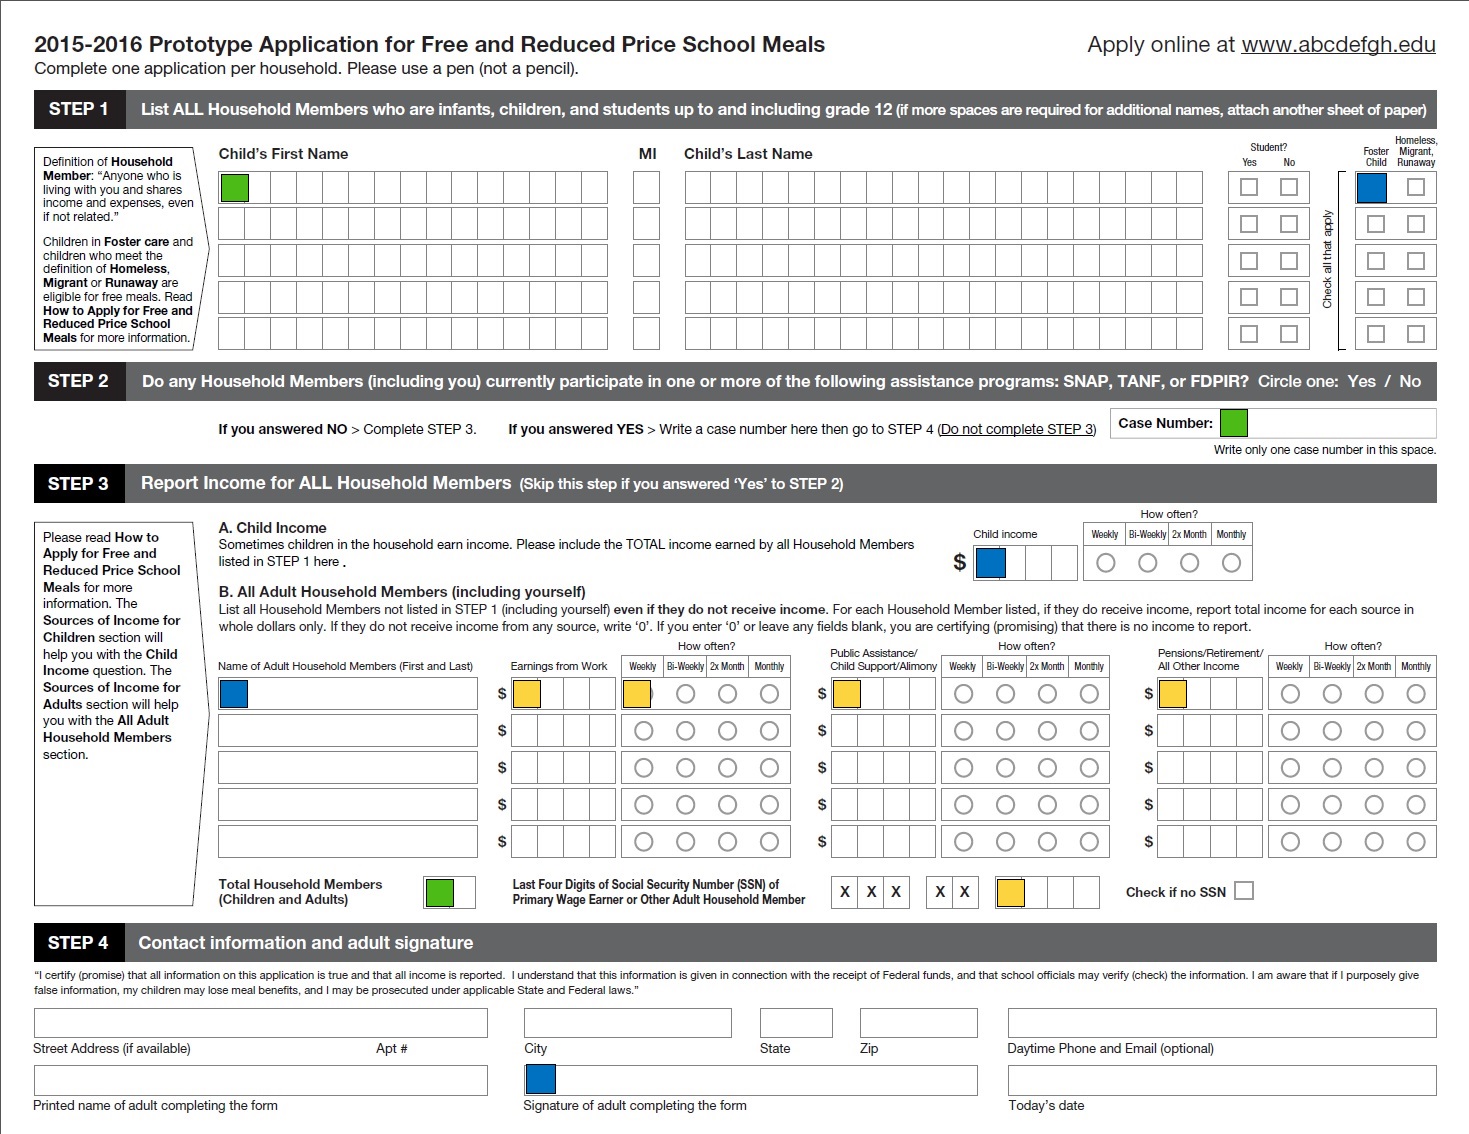 2015-2016 Prototype Application for Free and Reduced Price School Meals
Apply online at www.abcdefgh.edu
Complete one application per household. Please use a pen (not a pencil).
STEP 1 List ALL Household Members who are infants, children, and students up to and including grade 12 (if more spaces are required for additional names, attach another sheet of paper)
Definition of Household
Member: “Anyone who is
living with you and shares
income and expenses, even
if not related.”
Children in Foster care and
children who meet the
definition of Homeless,
Migrant or Runaway are
eligible for free meals. Read
How to Apply for Free and
Reduced Price School
Meals for more information.
Child’s First Name MI Child’s Last Name
Student?
Yes No
Foster
Child
Homeless,
Migrant,
Runaway
Check all that apply
STEP 2 Do any Household Members (including you) currently participate in one or more of the following assistance programs: SNAP, TANF, or FDPIR? Circle one: Yes / No
If you answered NO > Complete STEP 3. If you answered YES > Write a case number here then go to STEP 4 (Do not complete STEP 3)
Case Number:
Write only one case number in this space.
STEP 3 Report Income for ALL Household Members (Skip this step if you answered ‘Yes’ to STEP 2)
Please read How to
Apply for Free and
Reduced Price School
Meals for more
information. The
Sources of Income for
Children section will
help you with the Child
Income question. The
Sources of Income for
Adults section will help
you with the All Adult
Household Members
section.
A. Child Income
Sometimes children in the household earn income. Please include the TOTAL income earned by all Household Members
listed in STEP 1 here .
Child income
$
How often?
Weekly Bi-Weekly 2x Month Monthly
B. All Adult Household Members (including yourself)
List all Household Members not listed in STEP 1 (including yourself) even if they do not receive income. For each Household Member listed, if they do receive income, report total income for each source in
whole dollars only. If they do not receive income from any source, write ‘0’. If you enter ‘0’ or leave any fields blank, you are certifying (promising) that there is no income to report.
Name of Adult Household Members (First and Last)
Earnings from Work
How often?
Weekly Bi-Weekly 2x Month Monthly
Public Assistance/
Child Support/Alimony
How often?
Weekly Bi-Weekly 2x Month Monthly
Pensions/Retirement/
All Other Income
How often?
Weekly Bi-Weekly 2x Month Monthly
$ $ $
$ $ $
$ $ $
$ $ $
$ $ $
Total Household Members
(Children and Adults)
Last Four Digits of Social Security Number (SSN) of
Primary Wage Earner or Other Adult Household Member
X X X X X
Check if no SSN
STEP 4 Contact information and adult signature
“I certify (promise) that all information on this application is true and that all income is reported. I understand that this information is given in connection with the receipt of Federal funds, and that school officials may verify (check) the information. I am aware that if I purposely give
false information, my children may lose meal benefits, and I may be prosecuted under applicable State and Federal laws.”
Street Address (if available) Apt # City State Zip Daytime Phone and Email (optional)
Printed name of adult completing the form Signature of adult completing the form Today’s date